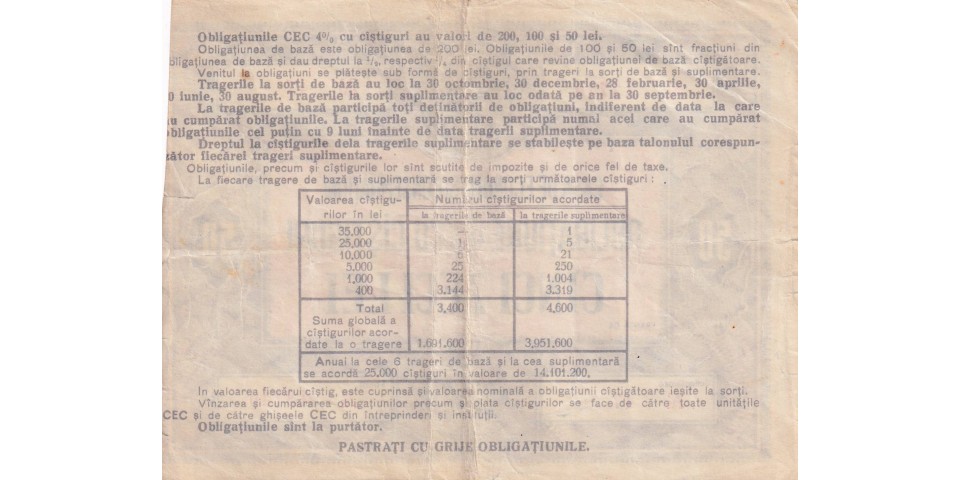 Obligațiunile CEC 4% cu cîștiguri au valori de 200, 100 și 50 lei.
Obligațiunea de bază este obligațiunea de 200 lei. Obligațiunile de 100 și 50 lei sînt fracțiuni din
bligațiunea de bază și dau dreptul la respectiv din cîștigul care revine obligațiunei de bază cîștigătoare.
Venitul la obligațiuni se plătește sub formă de cîștiguri, prin trageri la sorți de bază și suplimentare.
Tragerile la sorți de bază au loc la 30 octombrie, 30 decembrie, 28 februarie, 30 aprilie,
0 iunie, 30 august. Tragerile la sorți suplimentare au loc odată pe an la 30 septembrie.
La tragerile de bază participă toți deținătorii de obligațiuni, indiferent de data la care
u cumpărat obligațiunile. La tragerile suplimentare participă numai acei care au cumpărat
bligațiunile cel puțin cu 9 luni înainte de data tragerii suplimentare.
Dreptul la cîștigurile dela tragerile suplimentare se stabilește pe baza talonului corespun-
zător fiecărei trageri suplimentare.
Obligațiunile, precum și cîștigurile lor sînt scutite de impozite și de orice fel de taxe.
La fiecare tragere de bază și suplimentară se trag la sorți următoarele cîștiguri :
Valoarea cîștigu-
rilor în lei
Numărul cîștigurilor acordate
la tragerile de bază
la tragerile suplimentare
35,000 — 1
25,000 1 5
10,000 6 21
5,000 25 250
1,000 224 1.004
400 3.144 3.319
Total 3,400 4,600
Suma globală a
cîștigurilor acor-
date la o tragere 1.691.600 3,951,600
Anual la cele 6 trageri de bază și la cea suplimentară
se acordă 25,000 cîștiguri în valoare de 14.101.200.
In valoarea fiecărui cîștig, este cuprinsă și valoarea nominală a obligațiunii cîștigătoare ieșite la sorți.
Vînzarea și cumpărarea obligațiunilor precum și plata cîștigurilor se face de către toate unitățile
CEC și de către ghișeele CEC din întreprinderi și instituții.
Obligațiunile sînt la purtător.
PASTRAȚI CU GRIJE OBLIGAȚIUNILE.